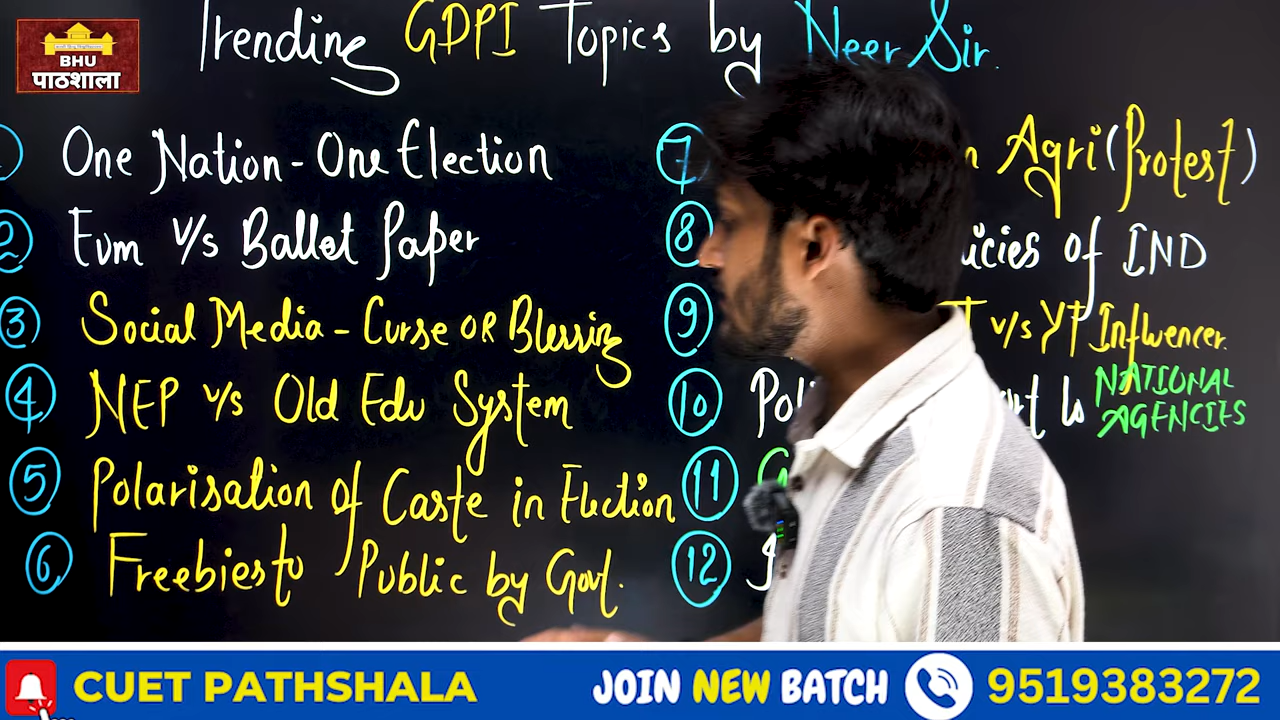 Trending GDPI Topics by Neer Sir.
BHU
पाठशाला
1 One Nation - One Election
2 Evm v/s Ballot Paper
3 Social Media - Curse OR Blessing
4 NEP v/s Old Edu System
5 Polarisation of Caste in Election
6 Freebies to Public by Govt.
7 Agri (Protest)
8 of IND
9 v/s YT Influencer.
10 to NATIONAL AGENCIES
11
12
CUET PATHSHALA
JOIN NEW BATCH
9519383272